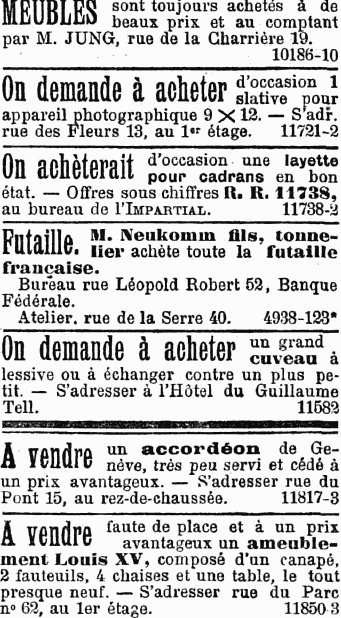 MEUBLES sont toujours achetés à de
beaux prix et au comptant
par M. JUNG, rue de la Charrière 19.
10186-10
On demande à acheter d'occasion 1
slative pour
appareil photographique 9 × 12. — S'adr.
rue des Fleurs 13, au 1er étage. 11721-2
On achèterait d'occasion une layette
pour cadrans en bon
état. — Offres sous chiffres R. R. 11738,
au bureau de l'IMPARTIAL. 11738-2
Futaille. M. Neukomm fils, tonne-
lier achète toute la futaille
française.
Bureau rue Léopold Robert 52, Banque
Fédérale.
Atelier, rue de la Serre 40. 4938-123*
On demande à acheter un grand
cuveau à
lessive ou à échanger contre un plus pe-
tit. — S'adresser à l'Hôtel du Guillaume
Tell. 11582
A vendre un accordéon de Ge-
nève, très peu servi et cédé à
un prix avantageux. — S'adresser rue du
Pont 15, au rez-de-chaussée. 11817-3
A vendre faute de place et à un prix
avantageux un ameuble-
ment Louis XV, composé d'un canapé,
2 fauteuils, 4 chaises et une table, le tout
presque neuf. — S'adresser rue du Parc
n° 62, au 1er étage. 11850-3